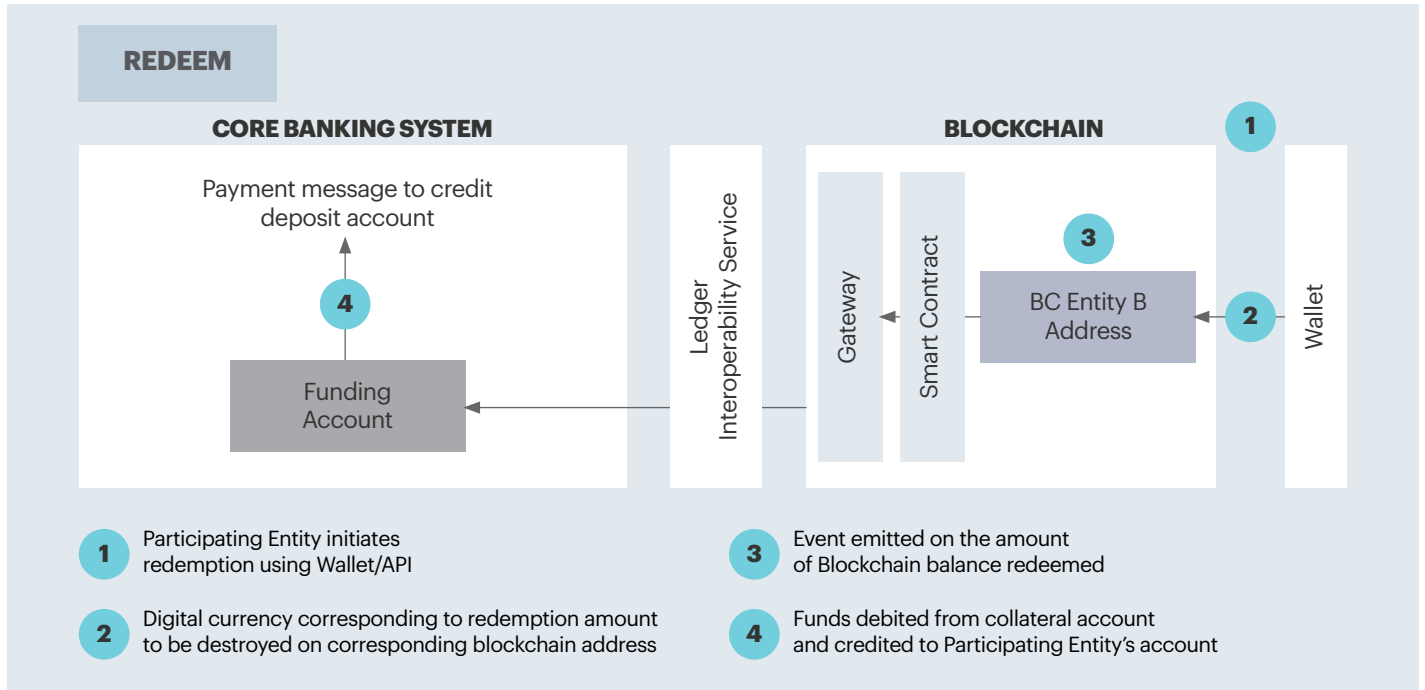 REDEEM
CORE BANKING SYSTEM
BLOCKCHAIN
1
Payment message to credit
deposit account
4
Funding
Account
Ledger
Interoperability Service
Gateway
Smart Contract
3
BC Entity B
Address
2
Wallet
1
Participating Entity initiates
redemption using Wallet/API
2
Digital currency corresponding to redemption amount
to be destroyed on corresponding blockchain address
3
Event emitted on the amount
of Blockchain balance redeemed
4
Funds debited from collateral account
and credited to Participating Entity's account